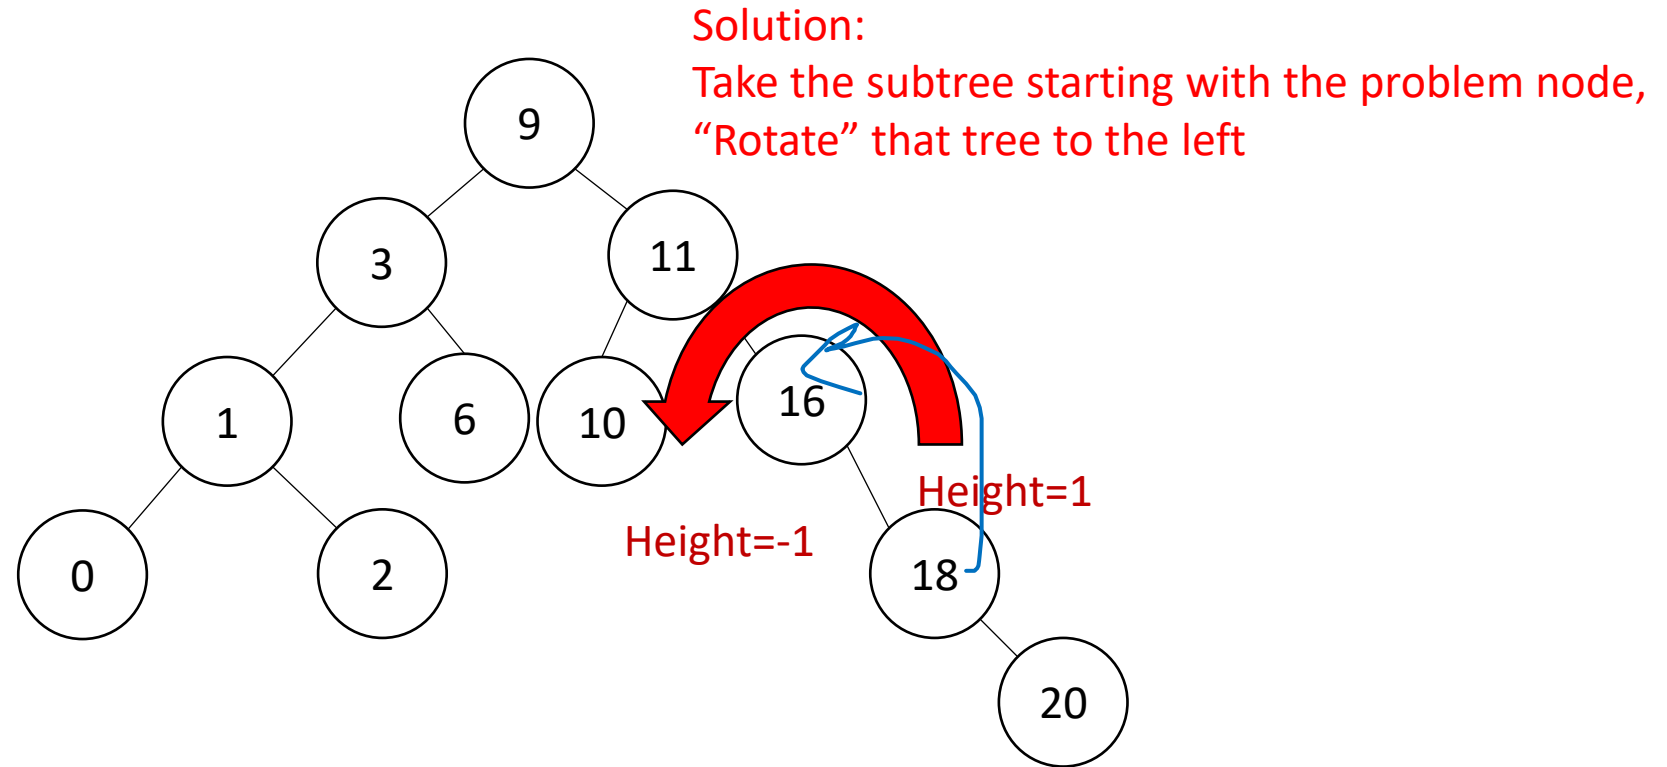 Solution:
Take the subtree starting with the problem node,
“Rotate” that tree to the left
9
3
11
1
6
10
16
Height=1
Height=-1
0
2
18
20